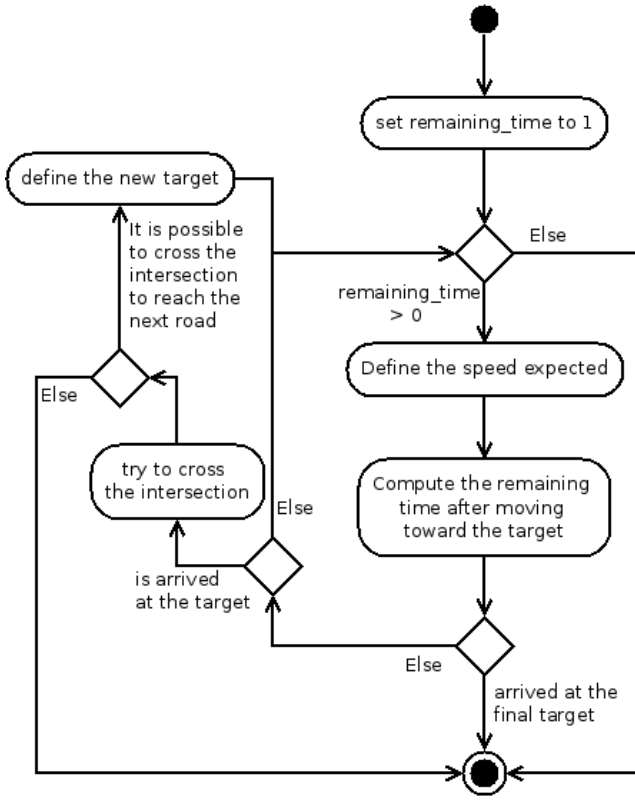 set remaining_time to 1
define the new target
It is possible
to cross the
intersection
to reach the
next road
Else
remaining_time
> 0
Define the speed expected
Else
try to cross
the intersection
Compute the remaining
time after moving
toward the target
Else
is arrived
at the target
Else
arrived at the
final target